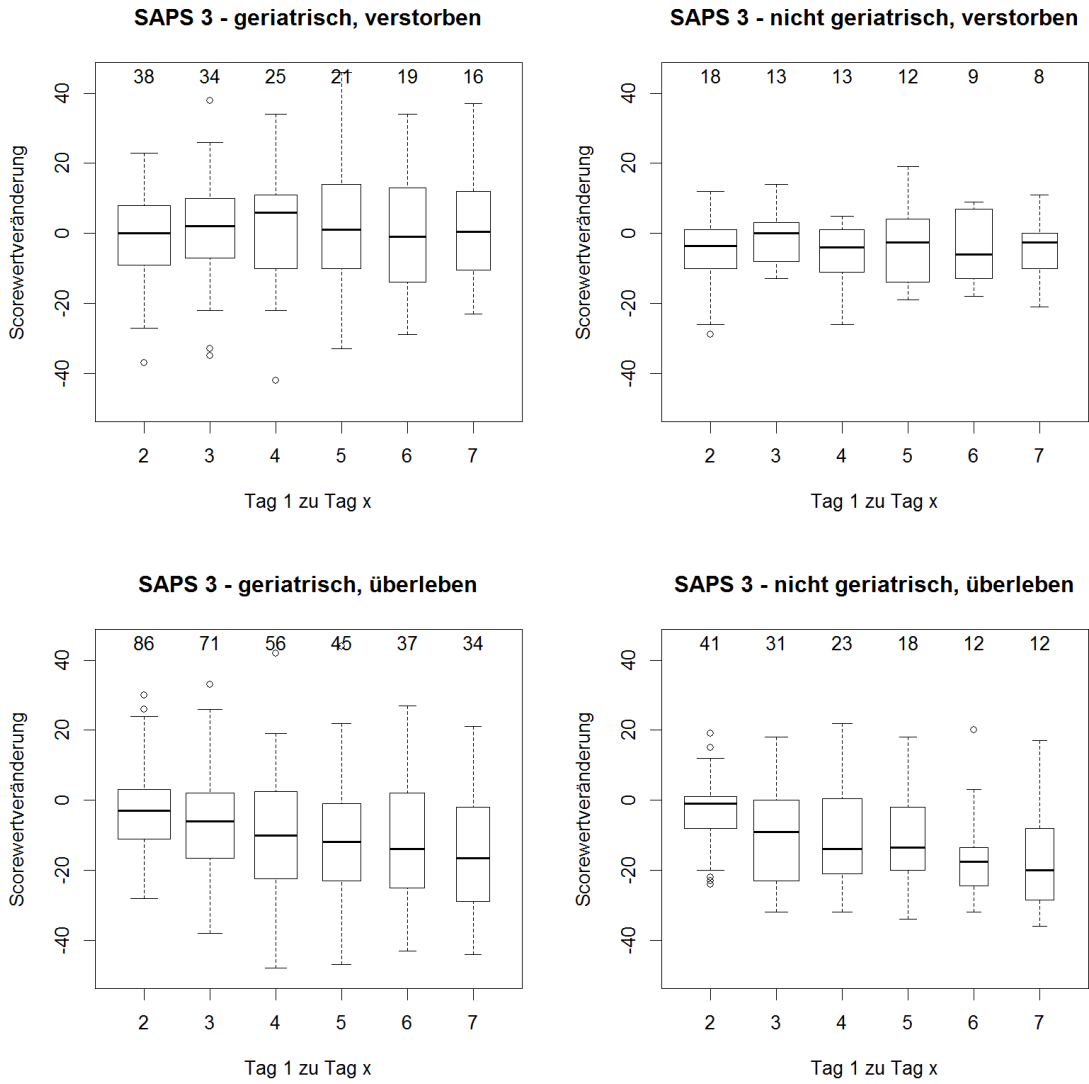 SAPS 3 - geriatrisch, verstorben
38 34 25 21 19 16
Scorewertveränderung
40
20
0
-20
-40
2 3 4 5 6 7
Tag 1 zu Tag x
SAPS 3 - nicht geriatrisch, verstorben
18 13 13 12 9 8
Scorewertveränderung
40
20
0
-20
-40
2 3 4 5 6 7
Tag 1 zu Tag x
SAPS 3 - geriatrisch, überleben
86 71 56 45 37 34
Scorewertveränderung
40
20
0
-20
-40
2 3 4 5 6 7
Tag 1 zu Tag x
SAPS 3 - nicht geriatrisch, überleben
41 31 23 18 12 12
Scorewertveränderung
40
20
0
-20
-40
2 3 4 5 6 7
Tag 1 zu Tag x